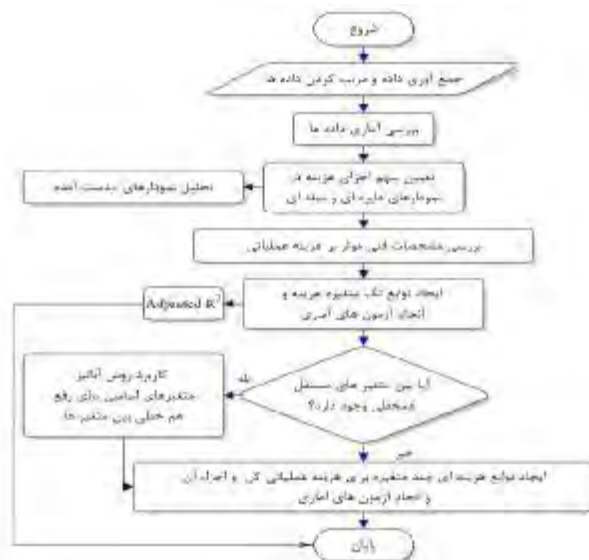 شروع
جمع آوری داده و مرتب کردن داده ها
بررسی آماری داده ها
تعیین سهم اجزای هزینه در
نمودارهای دایره ای و میله ای
تحلیل نمودارهای بدست آمده
بررسی مشخصات فنی موثر بر هزینه عملیاتی
ایجاد توابع تک متغیره هزینه و
انجام آزمون های آماری
Adjusted R²
آیا بین متغیر های مستقل
همخطی وجود دارد؟
بله
کاربرد روش آنالیز
متغیرهای اساسی برای رفع
هم خطی بین متغیر ها
خیر
ایجاد توابع هزینه ای چند متغیره برای هزینه عملیاتی کل و اجزاء آن
و انجام آزمون های آماری
پایان